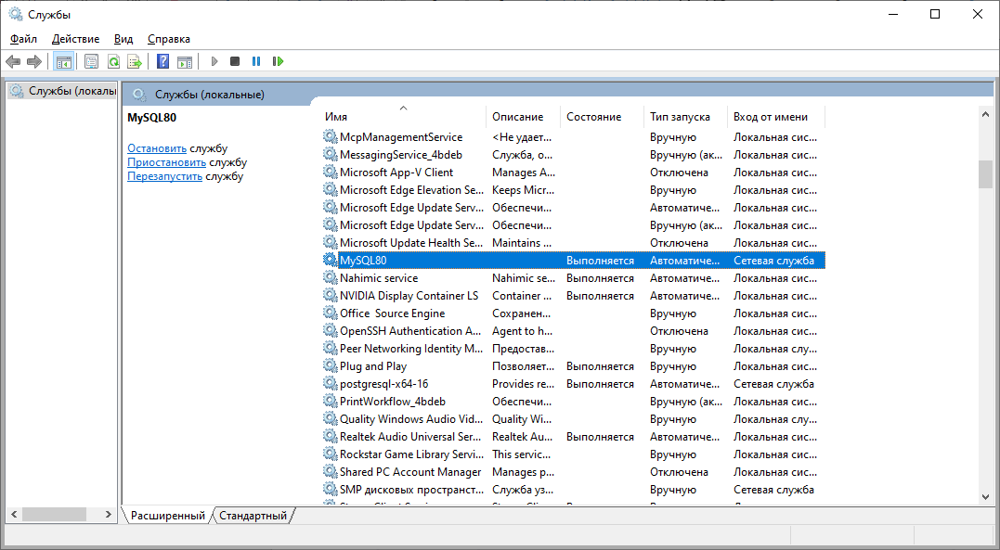 Службы
Файл Действие Вид Справка
Службы (локаль
Службы (локальные)
MySQL80
Остановить службу
Приостановить службу
Перезапустить службу
Имя Описание Состояние Тип запуска Вход от имени
McpManagementService <Не удает... Вручную Локальная сис...
MessagingService_4bdeb Служба, о... Вручную (ак... Локальная сис...
Microsoft App-V Client Manages A... Отключена Локальная сис...
Microsoft Edge Elevation Se... Keeps Micr... Вручную Локальная сис...
Microsoft Edge Update Serv... Обеспечи... Автоматиче... Локальная сис...
Microsoft Edge Update Serv... Обеспечи... Вручную (ак... Локальная сис...
Microsoft Update Health Se... Maintains ... Отключена Локальная сис...
MySQL80 Выполняется Автоматиче... Сетевая служба
Nahimic service Nahimic se... Выполняется Автоматиче... Локальная сис...
NVIDIA Display Container LS Container ... Выполняется Автоматиче... Локальная сис...
Office  Source Engine Сохранен... Вручную Локальная сис...
OpenSSH Authentication A... Agent to h... Отключена Локальная сис...
Peer Networking Identity M... Предостав... Вручную Локальная слу...
Plug and Play Позволяет... Выполняется Вручную Локальная сис...
postgresql-x64-16 Provides re... Выполняется Автоматиче... Сетевая служба
PrintWorkflow_4bdeb Обеспечи... Вручную (ак... Локальная сис...
Quality Windows Audio Vid... Quality Wi... Вручную Локальная слу...
Realtek Audio Universal Ser... Realtek Au... Выполняется Автоматиче... Локальная сис...
Rockstar Game Library Servi... This servic... Вручную Локальная сис...
Shared PC Account Manager Manages p... Отключена Локальная сис...
SMP дисковых пространст... Служба уз... Вручную Сетевая служба
Расширенный Стандартный